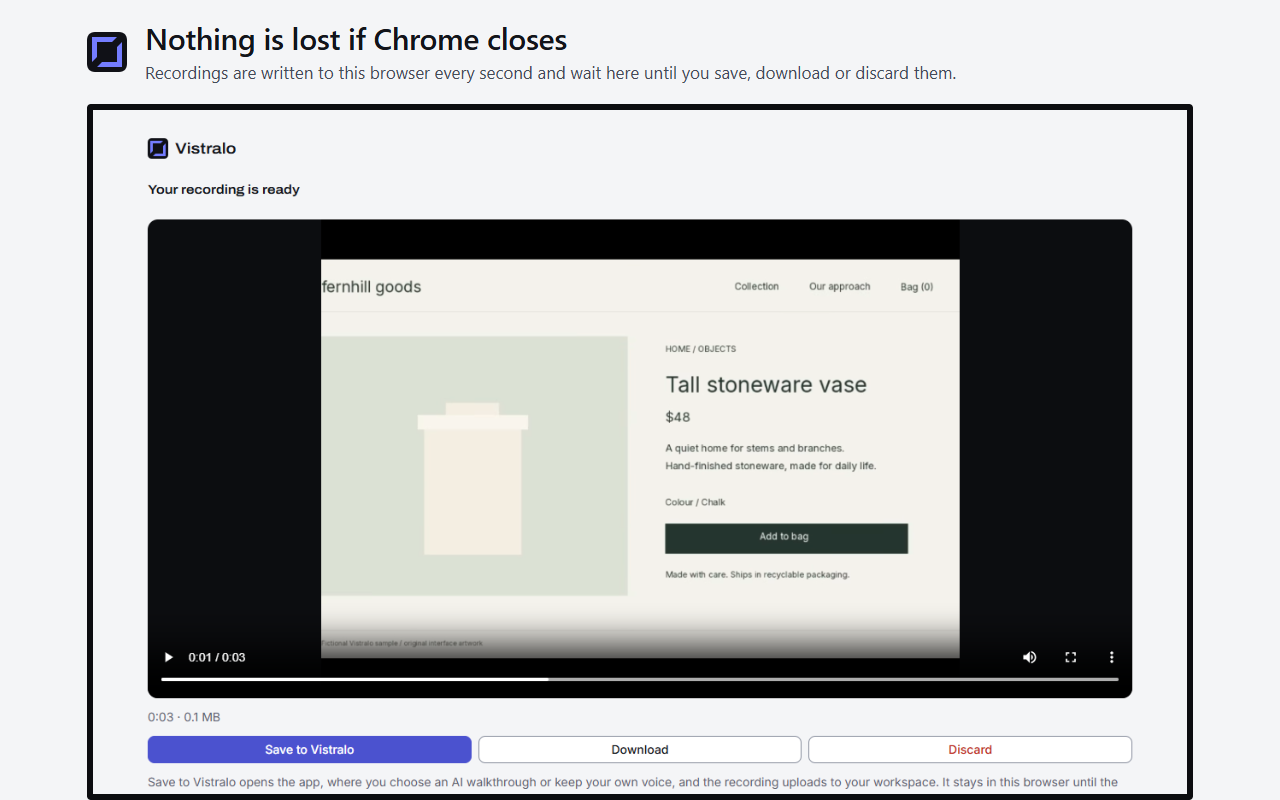 Nothing is lost if Chrome closes
Recordings are written to this browser every second and wait here until you save, download or discard them.
Vistralo
Your recording is ready
fernhill goods
Collection
Our approach
Bag (0)
HOME / OBJECTS
Tall stoneware vase
$48
A quiet home for stems and branches.
Hand-finished stoneware, made for daily life.
Colour / Chalk
Add to bag
Made with care. Ships in recyclable packaging.
Fictional Vistralo sample / original interface artwork
0:01 / 0:03
0:03 · 0.1 MB
Save to Vistralo
Download
Discard
Save to Vistralo opens the app, where you choose an AI walkthrough or keep your own voice, and the recording uploads to your workspace. It stays in this browser until the